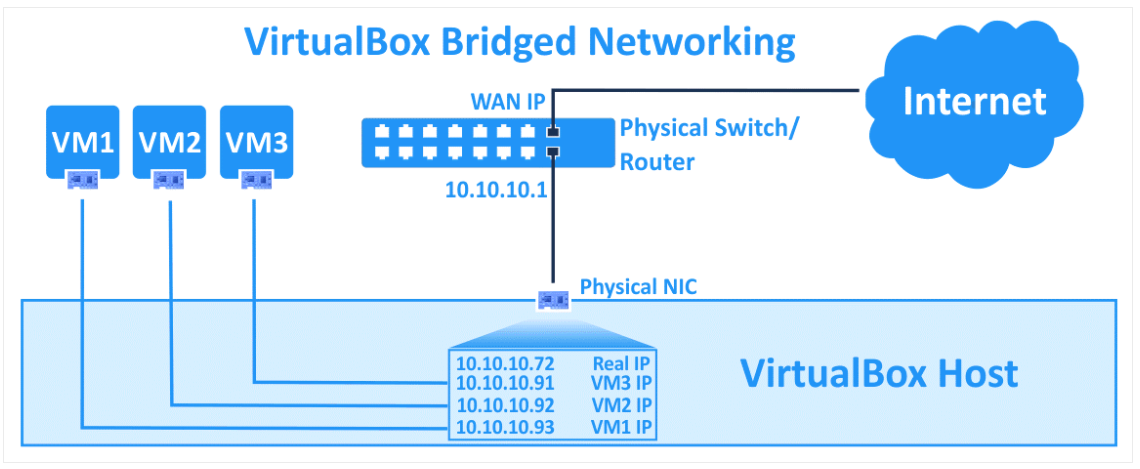 VirtualBox Bridged Networking
VM1
VM2
VM3
WAN IP
Physical Switch/
Router
10.10.10.1
Internet
Physical NIC
10.10.10.72 Real IP
10.10.10.91 VM3 IP
10.10.10.92 VM2 IP
10.10.10.93 VM1 IP
VirtualBox Host